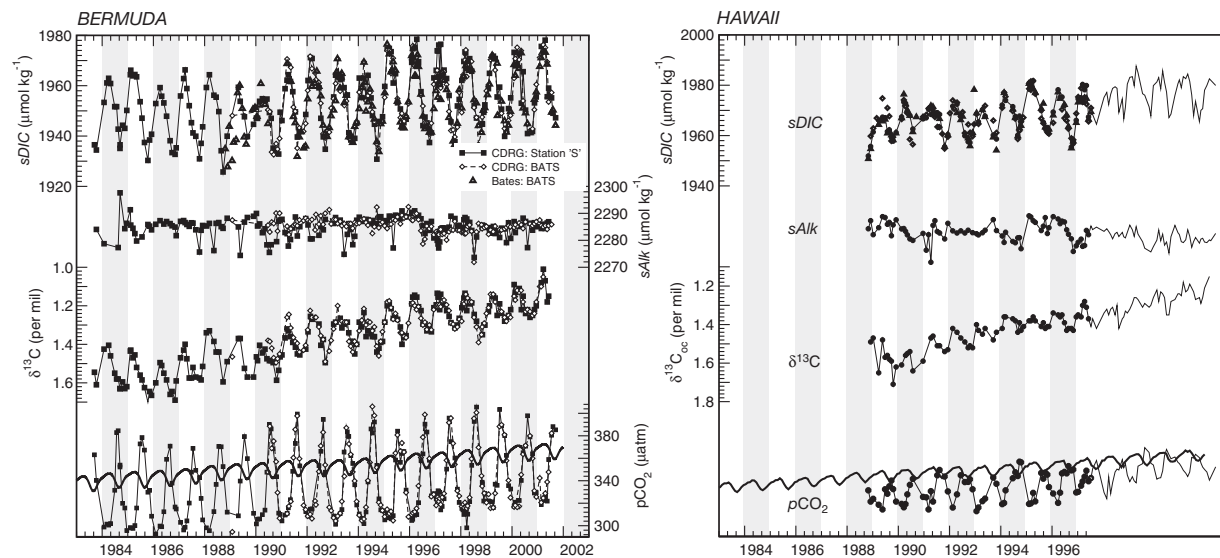 BERMUDA
1980
1960
1940
1920
sDIC (µmol kg⁻¹)
CDRG: Station 'S'
CDRG: BATS
Bates: BATS
2300
2290
2280
2270
sAlk (µmol kg⁻¹)
1.0
1.2
1.4
1.6
δ¹³C (per mil)
380
340
300
pCO₂ (µatm)
1984 1986 1988 1990 1992 1994 1996 1998 2000 2002
HAWAII
2000
1980
1960
1940
sDIC (µmol kg⁻¹)
sDIC
sAlk
1.2
1.4
1.6
1.8
δ¹³Coc (per mil)
δ¹³C
pCO₂
1984 1986 1988 1990 1992 1994 1996